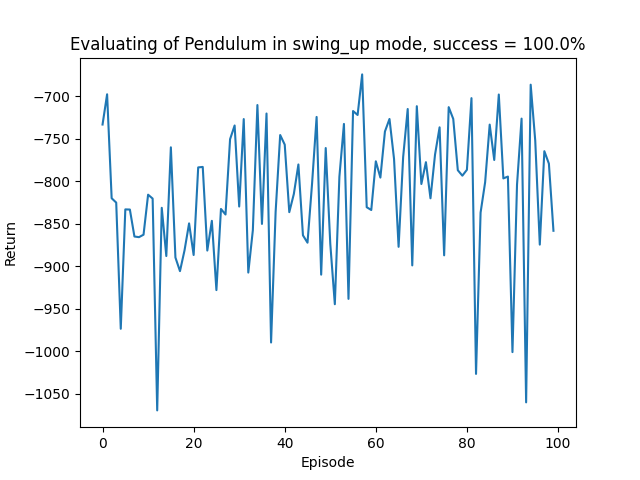 Evaluating of Pendulum in swing_up mode, success = 100.0%
−700
−750
−800
−850
−900
−950
−1000
−1050
Return
0 20 40 60 80 100
Episode